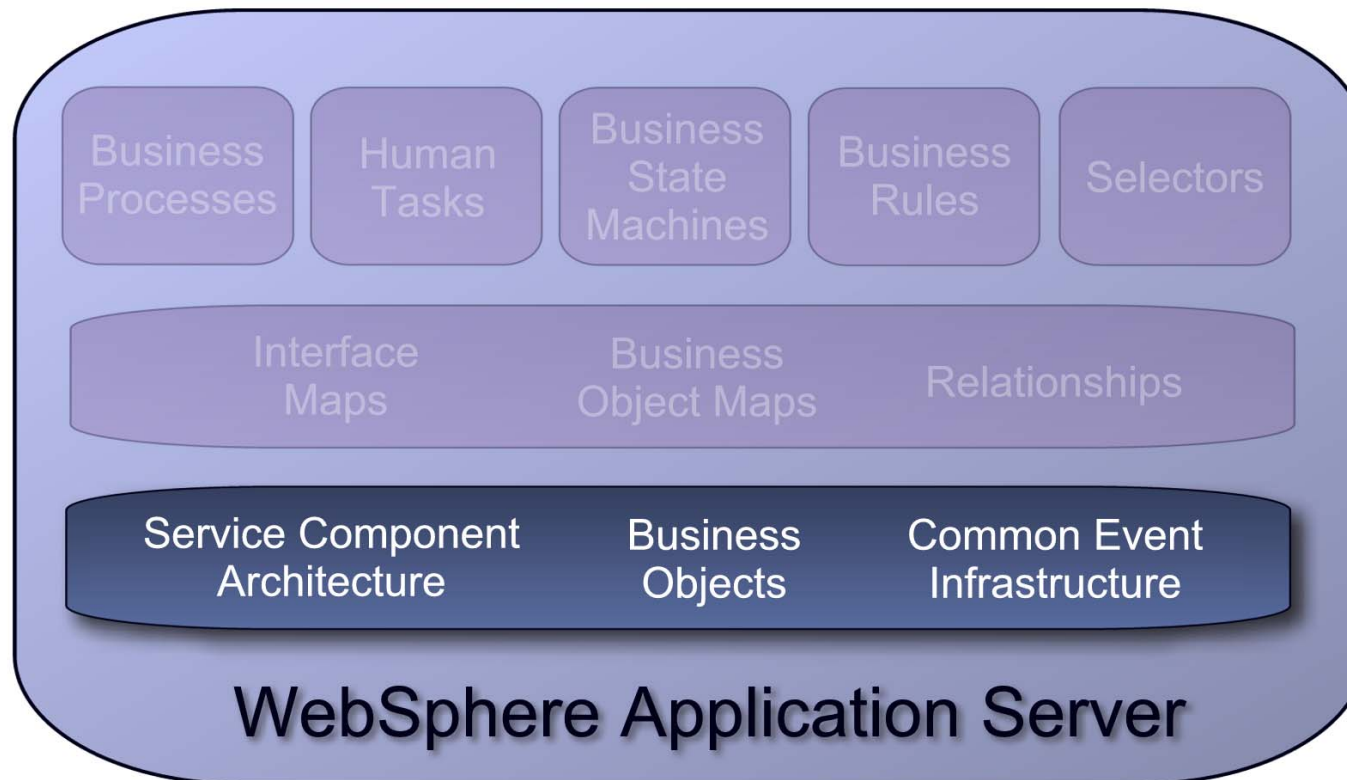 Business
Processes
Human
Tasks
Business
State
Machines
Business
Rules
Selectors
Interface
Maps
Business
Object Maps
Relationships
Service Component
Architecture
Business
Objects
Common Event
Infrastructure
WebSphere Application Server